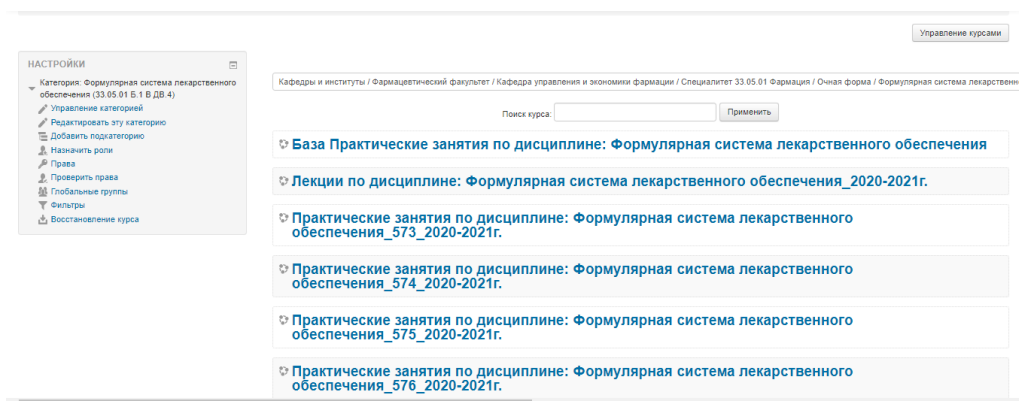 Управление курсами
НАСТРОЙКИ
Категория: Формулярная система лекарственного
обеспечения (33.05.01 Б.1 В ДВ.4)
Управление категорией
Редактировать эту категорию
Добавить подкатегорию
Назначить роли
Права
Проверить права
Глобальные группы
Фильтры
Восстановление курса
Кафедры и институты / Фармацевтический факультет / Кафедра управления и экономики фармации / Специалитет 33.05.01 Фармация / Очная форма / Формулярная система лекарственн
Поиск курса:
Применить
База Практические занятия по дисциплине: Формулярная система лекарственного обеспечения
Лекции по дисциплине: Формулярная система лекарственного обеспечения_2020-2021г.
Практические занятия по дисциплине: Формулярная система лекарственного
обеспечения_573_2020-2021г.
Практические занятия по дисциплине: Формулярная система лекарственного
обеспечения_574_2020-2021г.
Практические занятия по дисциплине: Формулярная система лекарственного
обеспечения_575_2020-2021г.
Практические занятия по дисциплине: Формулярная система лекарственного
обеспечения_576_2020-2021г.